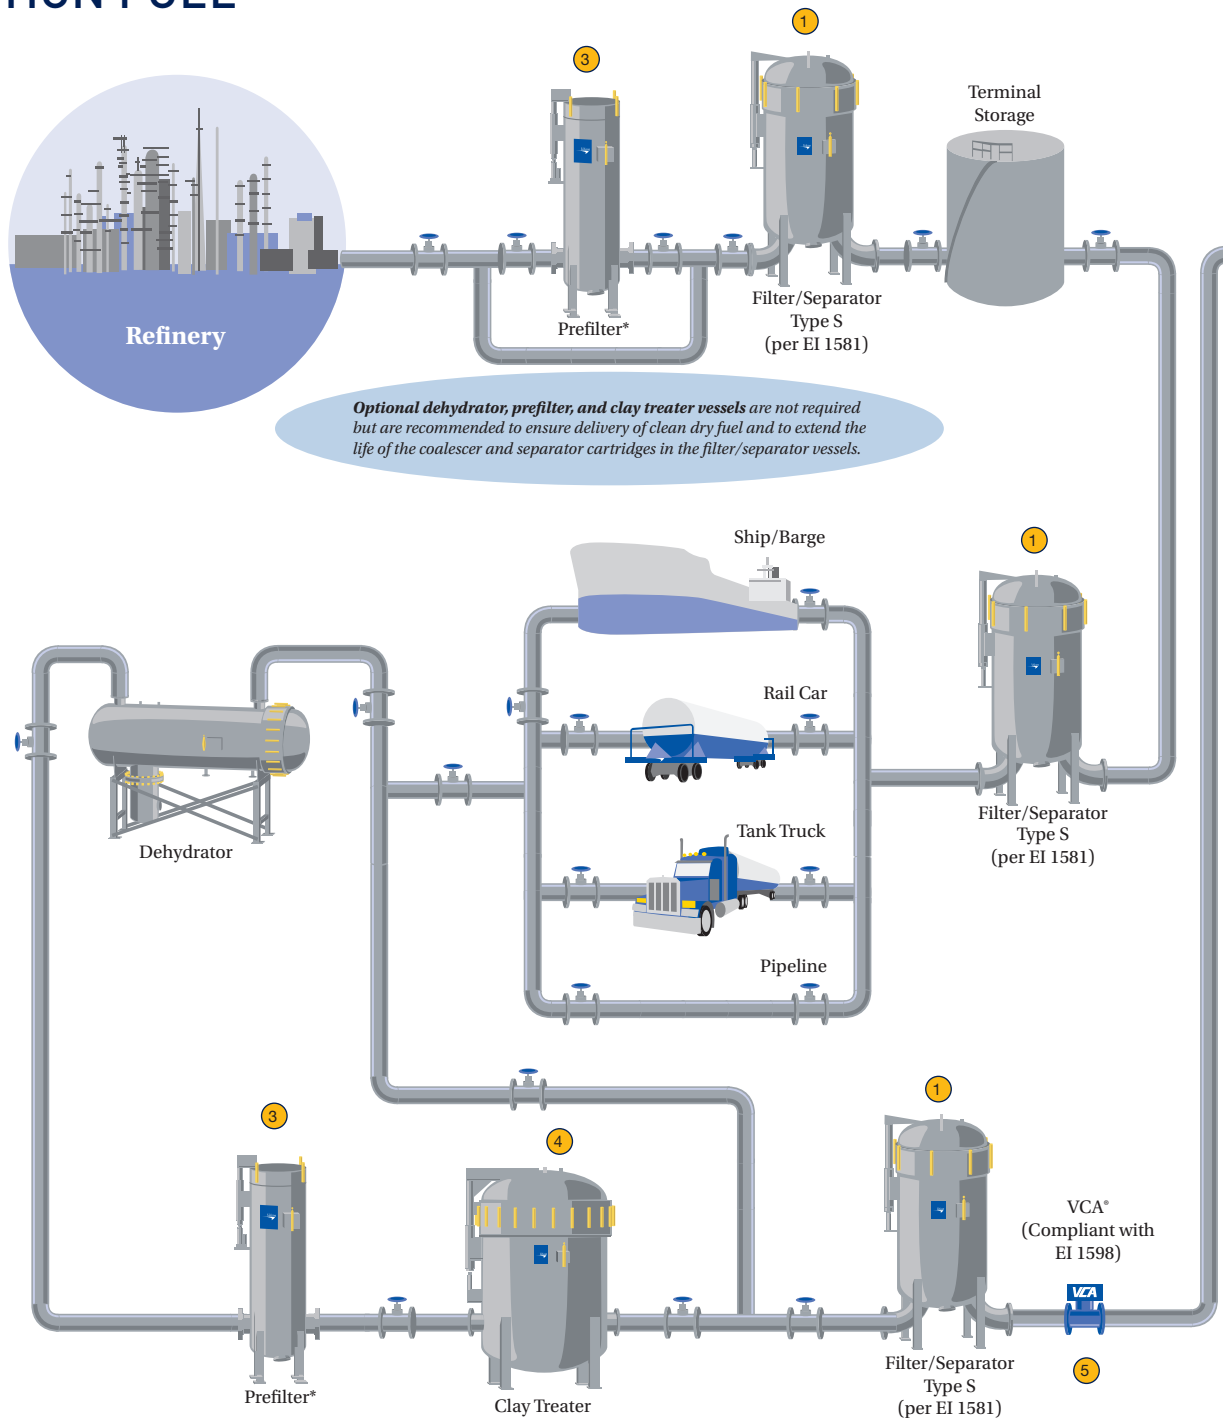 1
3
Terminal
Storage
Refinery
Prefilter*
Filter/Separator
Type S
(per EI 1581)
Optional dehydrator, prefilter, and clay treater vessels are not required
but are recommended to ensure delivery of clean dry fuel and to extend the
life of the coalescer and separator cartridges in the filter/separator vessels.
Ship/Barge
1
Rail Car
Filter/Separator
Type S
(per EI 1581)
Tank Truck
Dehydrator
Pipeline
1
3
4
VCA®
(Compliant with
EI 1598)
VCA
Filter/Separator
Type S
(per EI 1581)
5
Prefilter*
Clay Treater